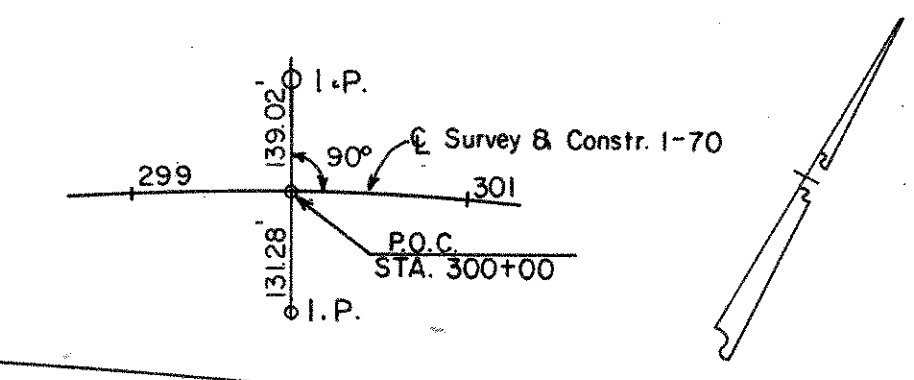 I.P.
139.02'
90°
℄ Survey & Constr. I-70
299
301
131.28'
P.O.C.
STA. 300+00
I.P.